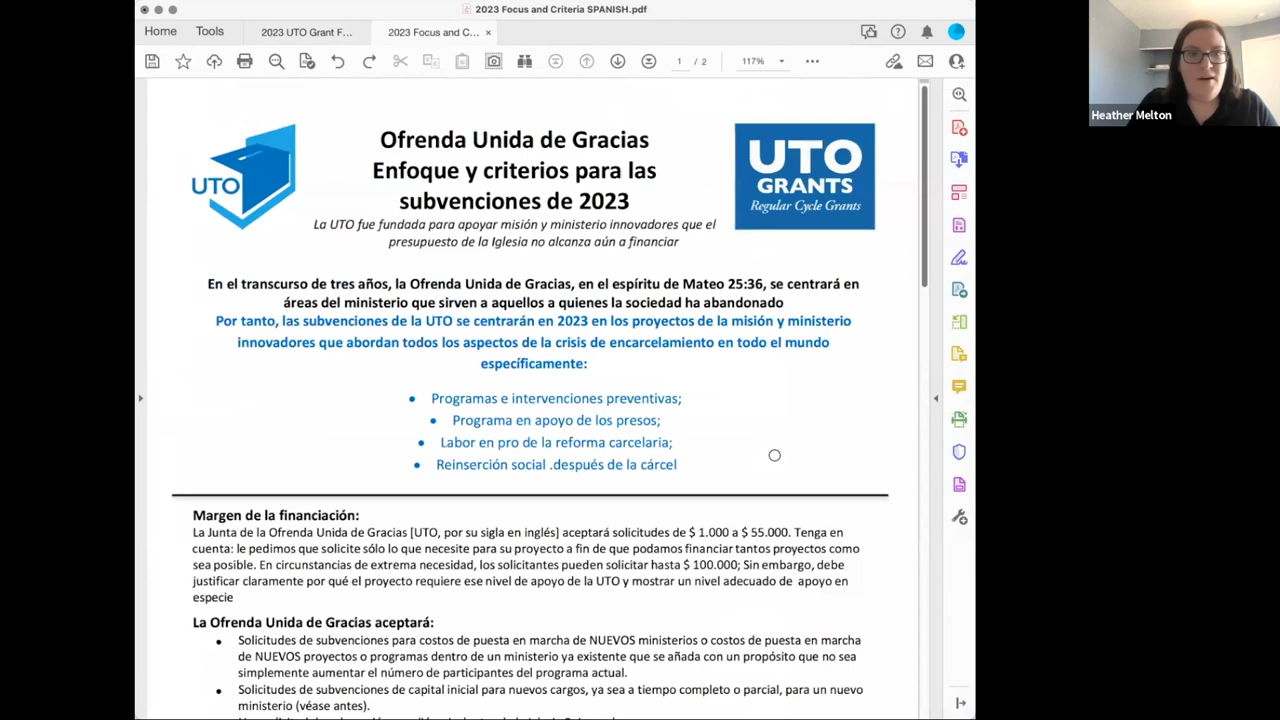 2023 Focus and Criteria SPANISH.pdf
Home
Tools
2023 UTO Grant F...
2023 Focus and C...
1 / 2
117%
Heather Melton
UTO
Ofrenda Unida de Gracias
Enfoque y criterios para las
subvenciones de 2023
La UTO fue fundada para apoyar misión y ministerio innovadores que el
presupuesto de la Iglesia no alcanza aún a financiar
UTO
GRANTS
Regular Cycle Grants
En el transcurso de tres años, la Ofrenda Unida de Gracias, en el espíritu de Mateo 25:36, se centrará en
áreas del ministerio que sirven a aquellos a quienes la sociedad ha abandonado
Por tanto, las subvenciones de la UTO se centrarán en 2023 en los proyectos de la misión y ministerio
innovadores que abordan todos los aspectos de la crisis de encarcelamiento en todo el mundo
específicamente:
• Programas e intervenciones preventivas;
• Programa en apoyo de los presos;
• Labor en pro de la reforma carcelaria;
• Reinserción social .después de la cárcel
Margen de la financiación:
La Junta de la Ofrenda Unida de Gracias [UTO, por su sigla en inglés] aceptará solicitudes de $ 1.000 a $ 55.000. Tenga en
cuenta: le pedimos que solicite sólo lo que necesite para su proyecto a fin de que podamos financiar tantos proyectos como
sea posible. En circunstancias de extrema necesidad, los solicitantes pueden solicitar hasta $ 100.000; Sin embargo, debe
justificar claramente por qué el proyecto requiere ese nivel de apoyo de la UTO y mostrar un nivel adecuado de apoyo en
especie
La Ofrenda Unida de Gracias aceptará:
• Solicitudes de subvenciones para costos de puesta en marcha de NUEVOS ministerios o costos de puesta en marcha
de NUEVOS proyectos o programas dentro de un ministerio ya existente que se añada con un propósito que no sea
simplemente aumentar el número de participantes del programa actual.
• Solicitudes de subvenciones de capital inicial para nuevos cargos, ya sea a tiempo completo o parcial, para un nuevo
ministerio (véase antes).